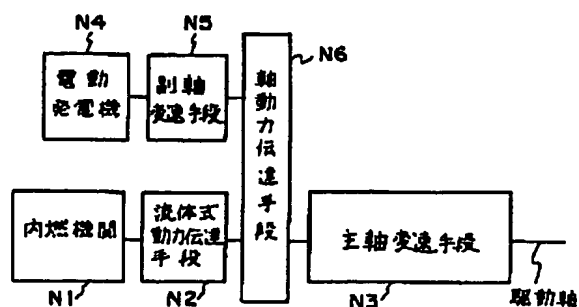 N4
N5
N6
電動
発電機
副軸
変速手段
軸動力伝達手段
内燃機関
流体式
動力伝達
手段
主軸変速手段
N1
N2
N3
駆動軸